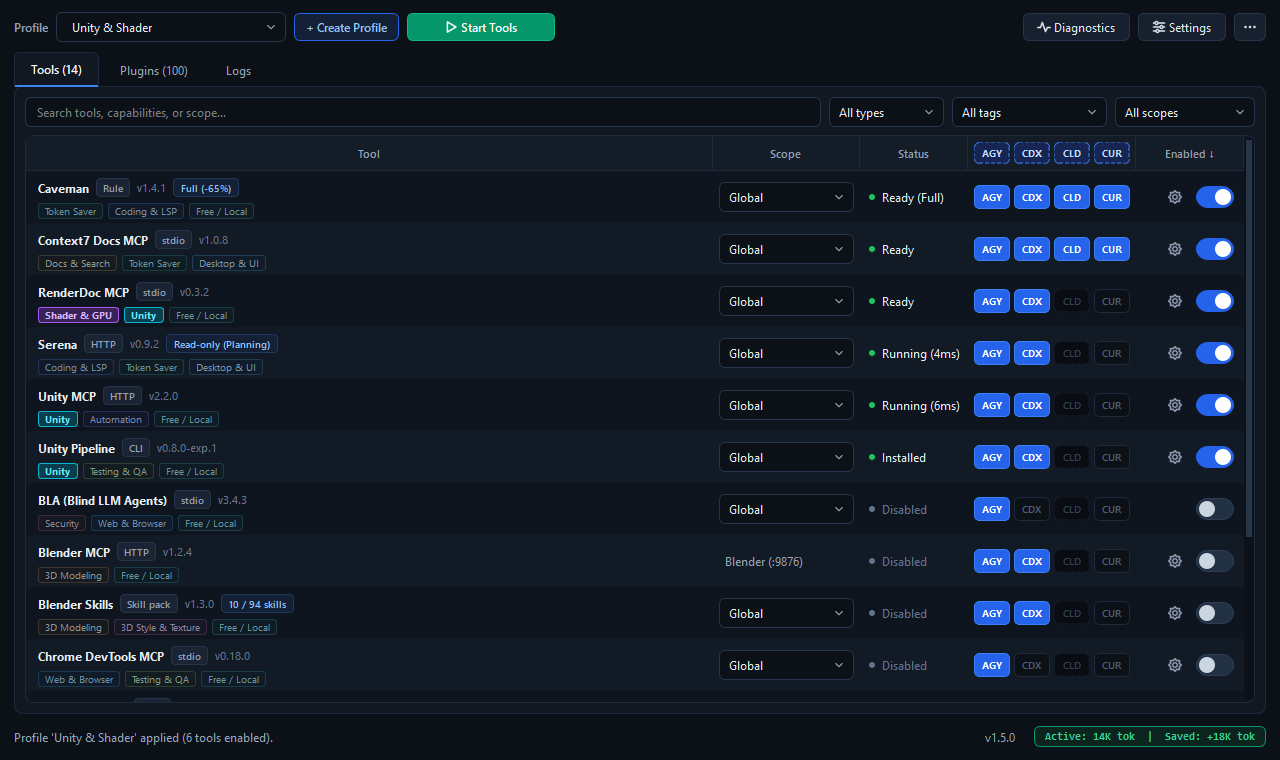 Profile Unity & Shader + Create Profile Start Tools Diagnostics Settings ···
Tools (14) Plugins (100) Logs
Search tools, capabilities, or scope... All types All tags All scopes
Tool Scope Status AGY CDX CLD CUR Enabled ↓
Caveman Rule v1.4.1 Full (-65%)
Token Saver Coding & LSP Free / Local
Global Ready (Full) AGY CDX CLD CUR
Context7 Docs MCP stdio v1.0.8
Docs & Search Token Saver Desktop & UI
Global Ready AGY CDX CLD CUR
RenderDoc MCP stdio v0.3.2
Shader & GPU Unity Free / Local
Global Ready AGY CDX CLD CUR
Serena HTTP v0.9.2 Read-only (Planning)
Coding & LSP Token Saver Desktop & UI
Global Running (4ms) AGY CDX CLD CUR
Unity MCP HTTP v2.2.0
Unity Automation Free / Local
Global Running (6ms) AGY CDX CLD CUR
Unity Pipeline CLI v0.8.0-exp.1
Unity Testing & QA Free / Local
Global Installed AGY CDX CLD CUR
BLA (Blind LLM Agents) stdio v3.4.3
Security Web & Browser Free / Local
Global Disabled AGY CDX CLD CUR
Blender MCP HTTP v1.2.4
3D Modeling Free / Local
Blender (:9876) Disabled AGY CDX CLD CUR
Blender Skills Skill pack v1.3.0 10 / 94 skills
3D Modeling 3D Style & Texture Free / Local
Global Disabled AGY CDX CLD CUR
Chrome DevTools MCP stdio v0.18.0
Web & Browser Testing & QA Free / Local
Global Disabled AGY CDX CLD CUR
Profile 'Unity & Shader' applied (6 tools enabled). v1.5.0 Active: 14K tok | Saved: +18K tok